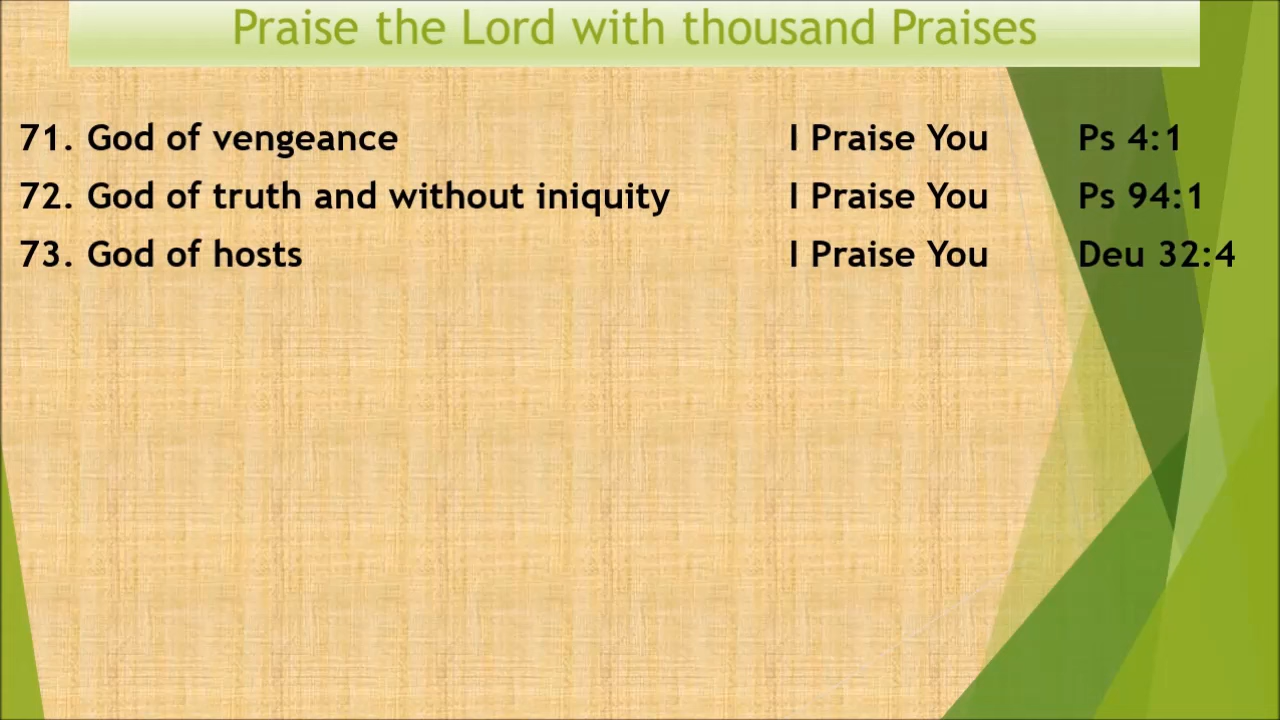 Praise the Lord with thousand Praises
71. God of vengeance I Praise You Ps 4:1
72. God of truth and without iniquity I Praise You Ps 94:1
73. God of hosts I Praise You Deu 32:4